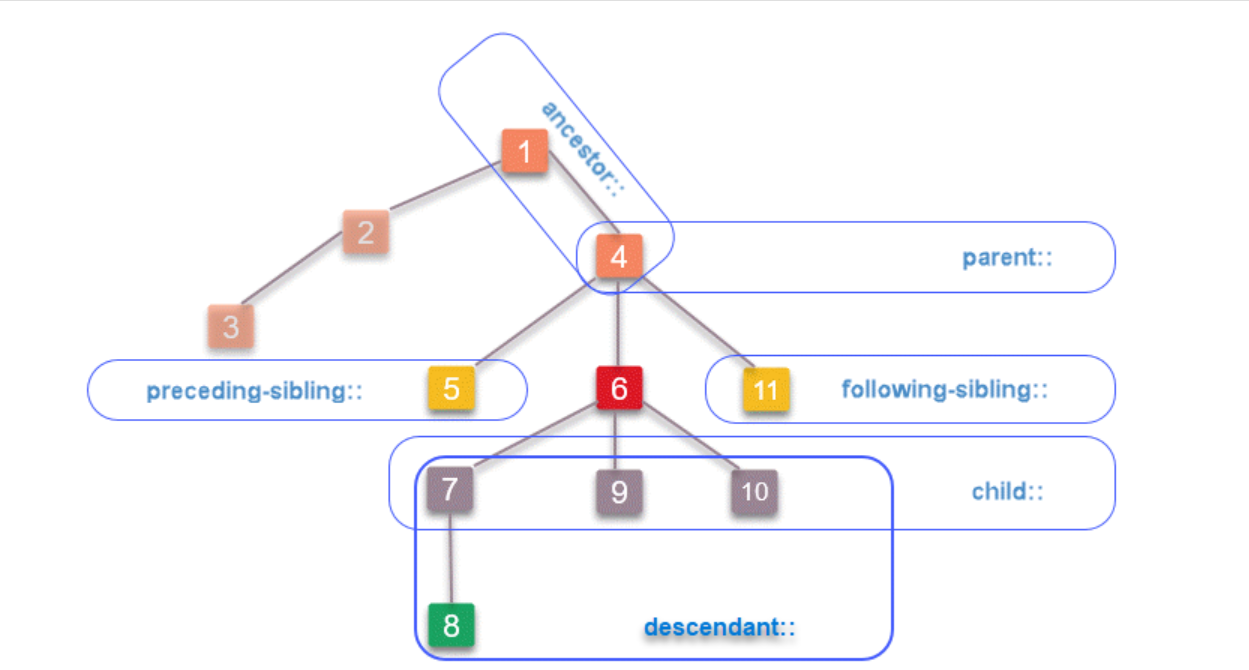 ancestor::
1
2
4 parent::
3
preceding-sibling:: 5 6 11 following-sibling::
7 9 10 child::
8 descendant::